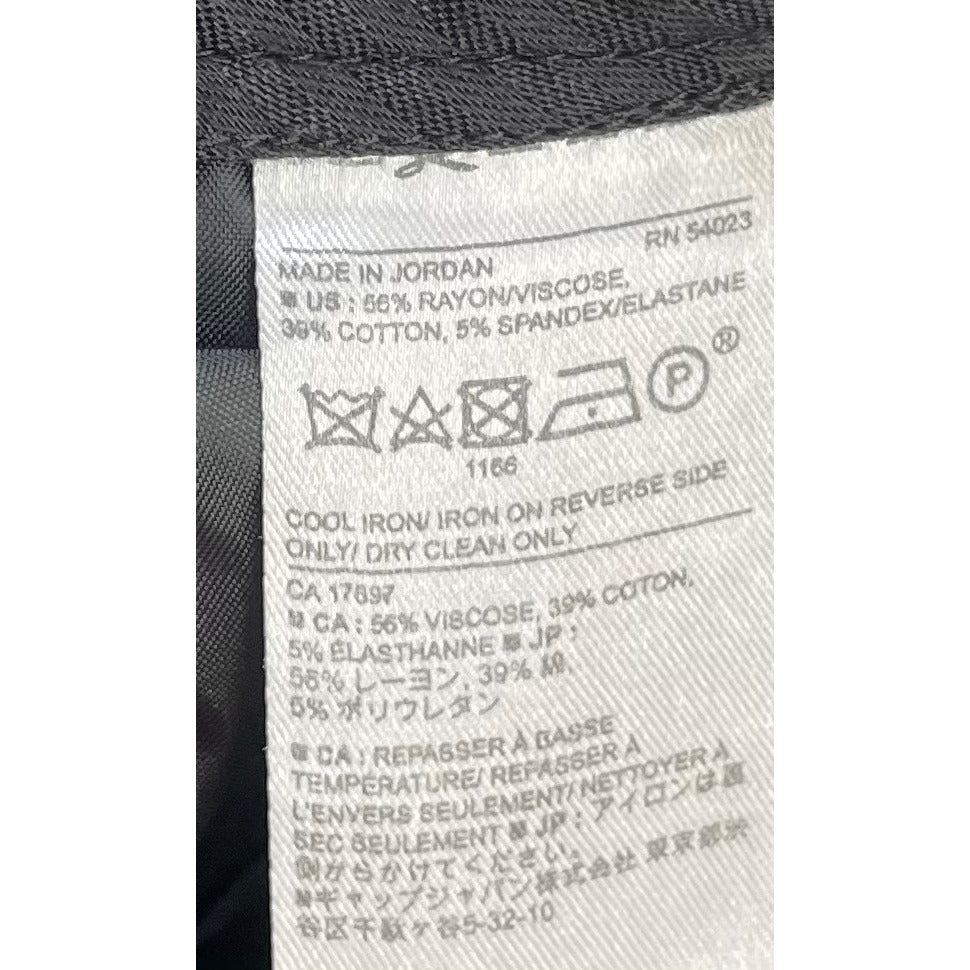 RN 54023
MADE IN JORDAN
US : 56% RAYON/VISCOSE,
39% COTTON, 5% SPANDEX/ELASTANE
P ®
1166
COOL IRON/ IRON ON REVERSE SIDE
ONLY/ DRY CLEAN ONLY
CA 17897
CA : 56% VISCOSE, 39% COTON,
5% ÉLASTHANNE JP :
56% レーヨン, 39% 綿,
5% ポリウレタン
CA : REPASSER À BASSE
TEMPÉRATURE/ REPASSER À
L'ENVERS SEULEMENT/ NETTOYER À
SEC SEULEMENT JP : アイロンは裏
側からかけてください。
ギャップジャパン株式会社 東京都渋
谷区千駄ヶ谷5-32-10